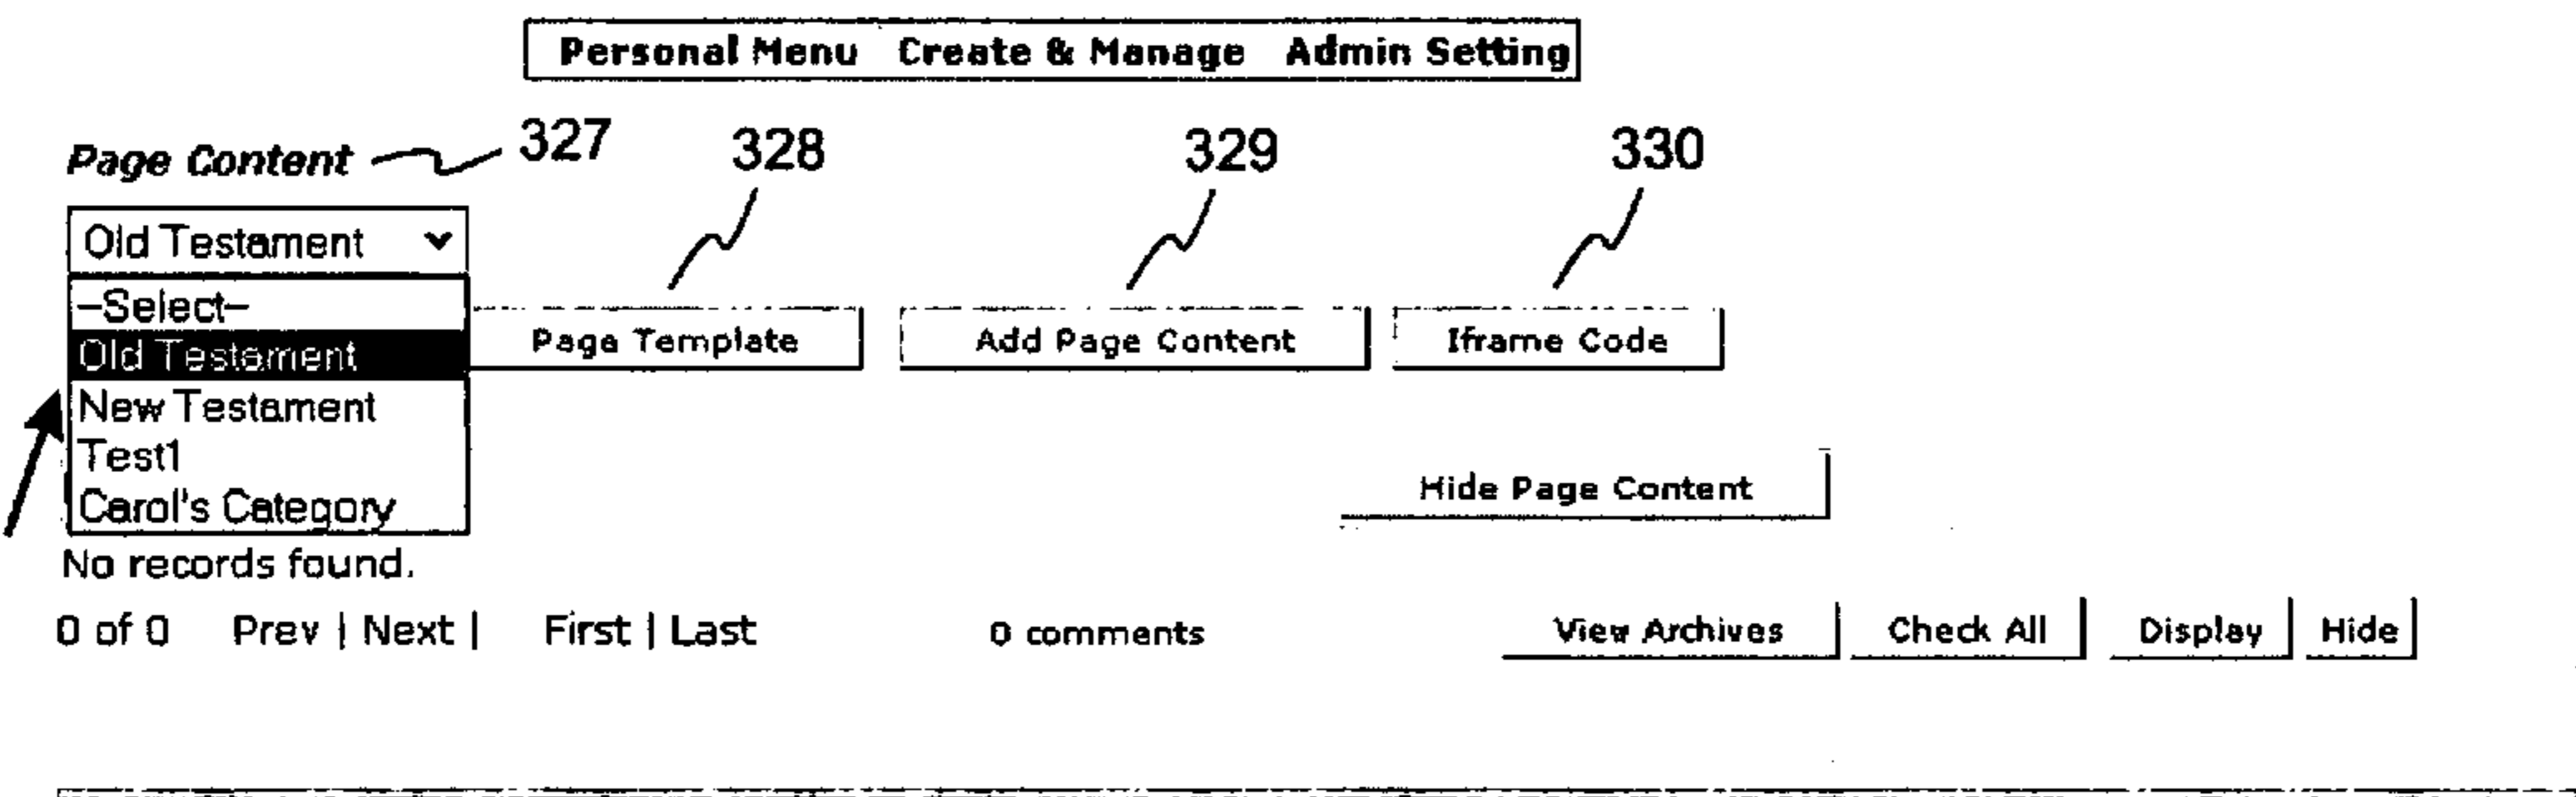 Personal Menu Create & Manage Admin Setting
Page Content 327 328 329 330
Old Testament
–Select–
Old Testament Page Template Add Page Content Iframe Code
New Testament
Test1
Carol's Category Hide Page Content
No records found.
0 of 0 Prev | Next | First | Last 0 comments View Archives Check All Display Hide